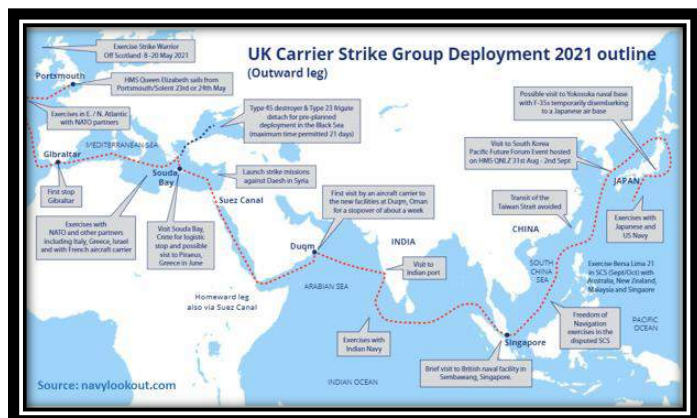 UK Carrier Strike Group Deployment 2021 outline
(Outward leg)
Exercise Strike Warrior
Off Scotland 8 -20 May 2021
Portsmouth
HMS Queen Elizabeth sails from
Portsmouth/Solent 23rd or 24th May
Exercises in E. / N. Atlantic
with NATO partners
Type 45 destroyer & Type 23 frigate
detach for pre-planned
deployment in the Black Sea
(maximum time permitted 21 days)
Possible visit to Yokosuka naval base
with F-35s temporarily disembarking
to a Japanese air base
Visit to South Korea
Pacific Future Forum Event hosted
on HMS QNLZ 31st Aug - 2nd Sept
MEDITERRANEAN SEA
Gibraltar
Souda
Bay
Launch strike missions
against Daesh in Syria
First stop
Gibraltar
Suez Canal
First visit by an aircraft carrier to
the new facilities at Duqm, Oman
for a stopover of about a week
JAPAN
Transit of the
Taiwan Strait avoided
Exercises with
NATO and other partners
including Italy, Greece, Israel
and with French aircraft carrier
Visit Souda Bay,
Crete for logistic
stop and possible
visit to Piraeus,
Greece in June
Duqm
INDIA
CHINA
Exercises with
Japanese and
US Navy
Visit to
Indian port
ARABIAN SEA
SOUTH
CHINA
SEA
Exercise Bersa Lima 21
in SCS (Sept/Oct) with
Australia, New Zealand,
Malaysia and Singaore
Homeward leg
also via Suez Canal
PACIFIC
OCEAN
Exercises with
Indian Navy
Singapore
Freedom of
Navigation
exercises in the
disputed SCS
Brief visit to British naval facility in
Sembawang, Singapore.
INDIAN OCEAN
Source: navylookout.com